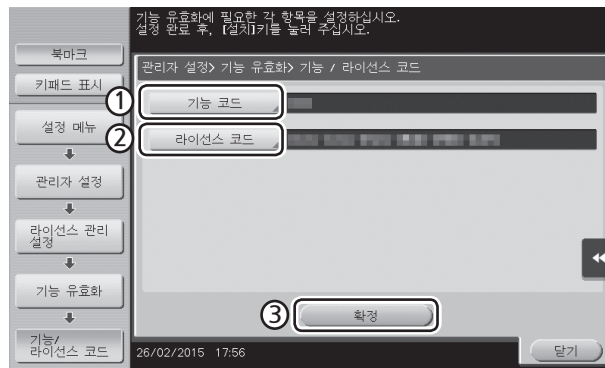 기능 유효화에 필요한 각 항목을 설정하십시오.
설정 완료 후, [설치]키를 눌러 주십시오.
북마크
키패드 표시
관리자 설정> 기능 유효화> 기능 / 라이선스 코드
① 기능 코드
② 라이선스 코드
설정 메뉴
관리자 설정
라이선스 관리
설정
기능 유효화
기능/
라이선스 코드
③ 확정
26/02/2015 17:56
닫기